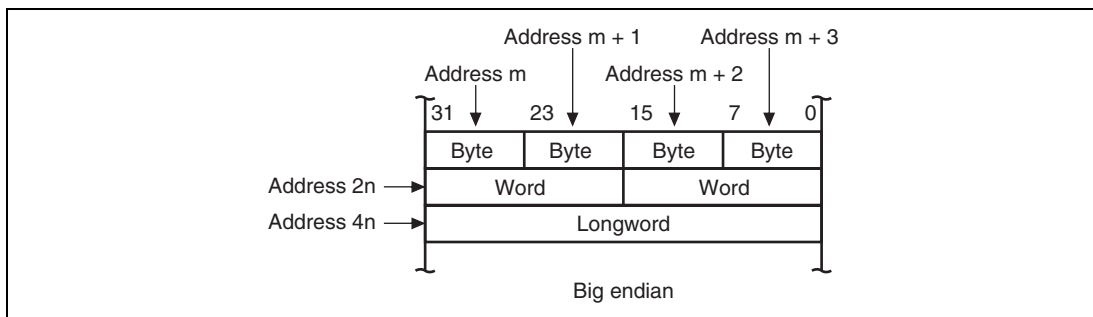 Address m + 1 Address m + 3
Address m Address m + 2
31 23 15 7 0
Byte Byte Byte Byte
Address 2n Word Word
Address 4n Longword
Big endian